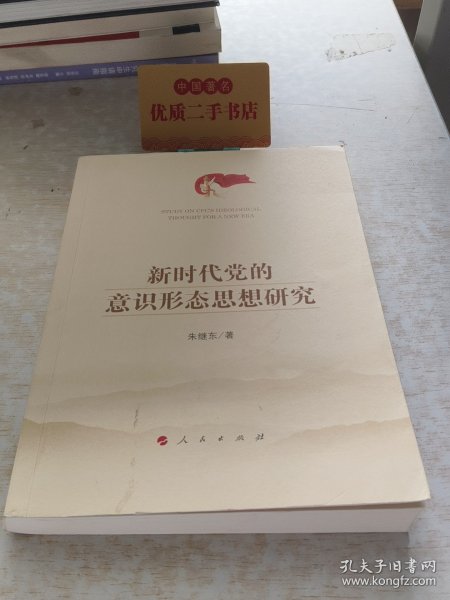 中国著名
优质二手书店
STUDY ON CPC'S IDEOLOGICAL
THOUGHT FOR A NEW ERA
新时代党的
意识形态思想研究
朱继东/著
人民出版社
孔夫子旧书网
www.kongfz.com